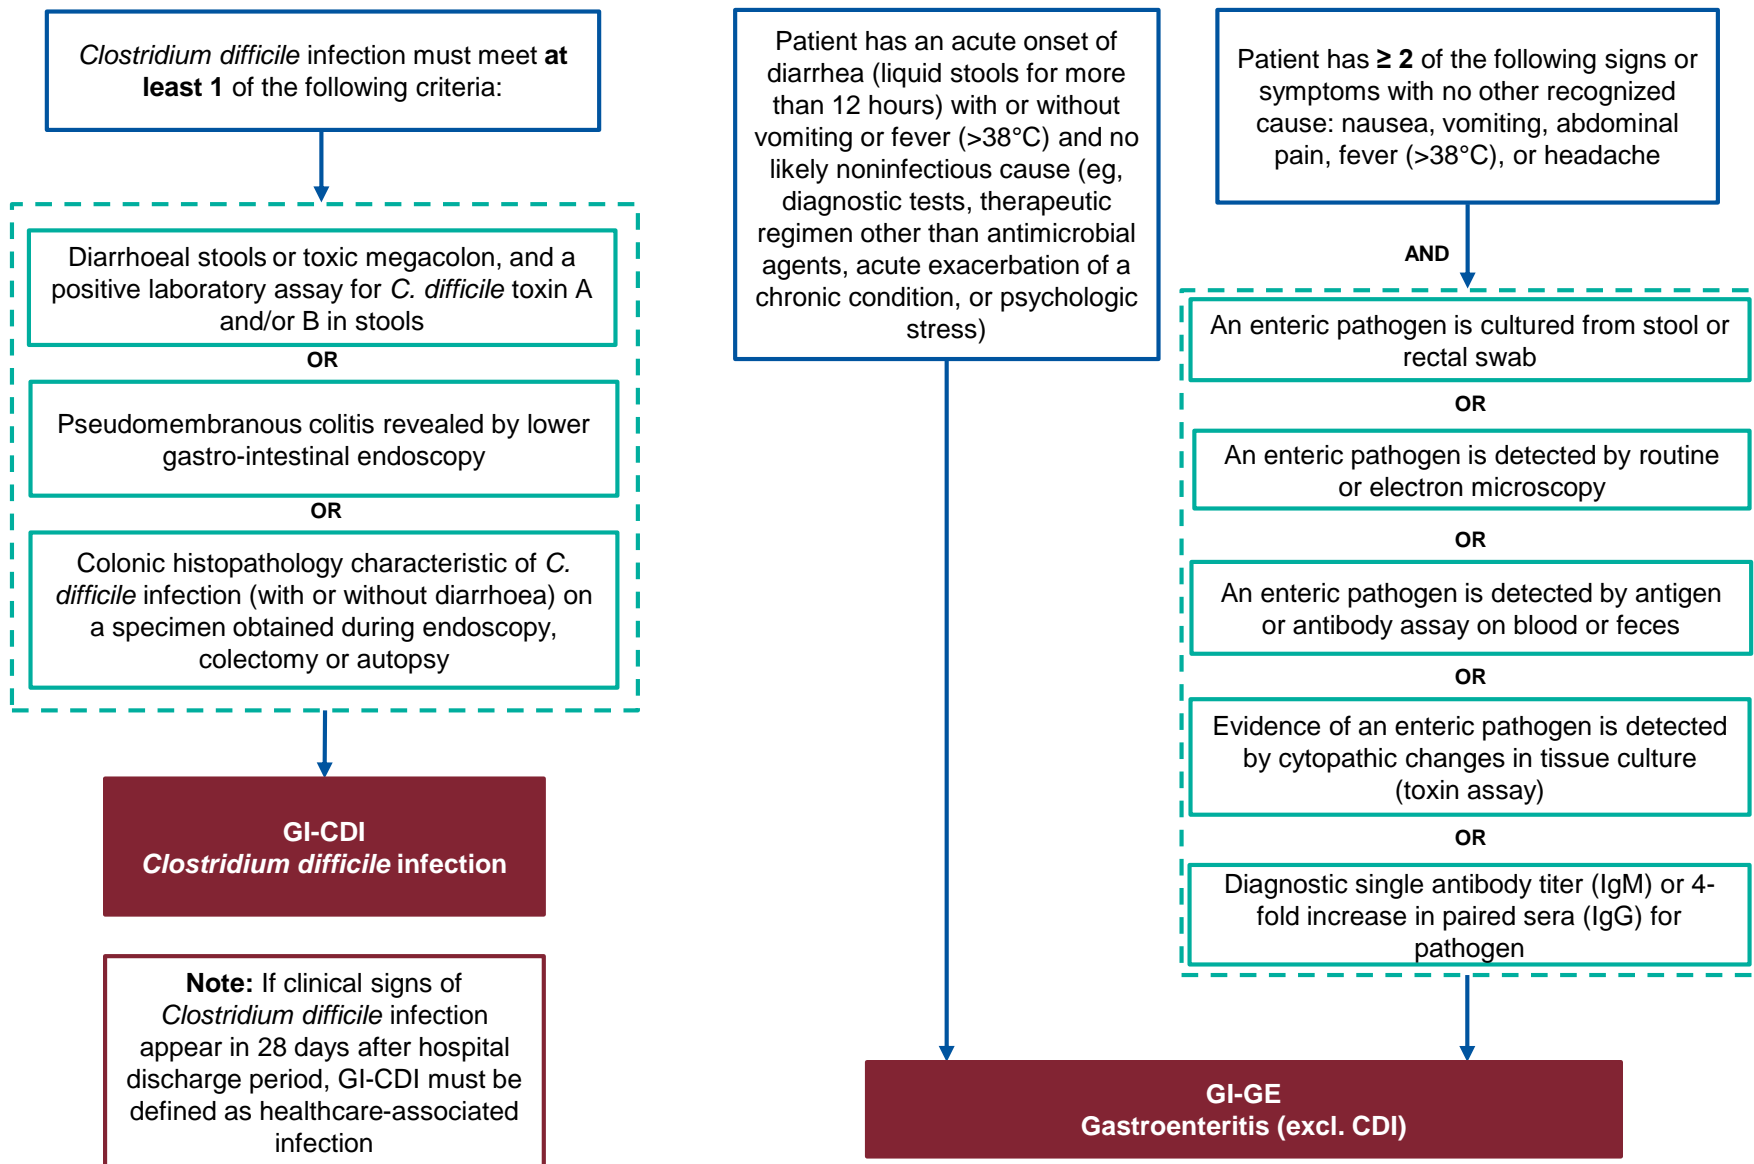 Clostridium difficile infection must meet at
least 1 of the following criteria:
Diarrhoeal stools or toxic megacolon, and a
positive laboratory assay for C. difficile toxin A
and/or B in stools
OR
Pseudomembranous colitis revealed by lower
gastro-intestinal endoscopy
OR
Colonic histopathology characteristic of C.
difficile infection (with or without diarrhoea) on
a specimen obtained during endoscopy,
colectomy or autopsy
GI-CDI
Clostridium difficile infection
Note: If clinical signs of
Clostridium difficile infection
appear in 28 days after hospital
discharge period, GI-CDI must be
defined as healthcare-associated
infection
Patient has an acute onset of
diarrhea (liquid stools for more
than 12 hours) with or without
vomiting or fever (>38°C) and no
likely noninfectious cause (eg,
diagnostic tests, therapeutic
regimen other than antimicrobial
agents, acute exacerbation of a
chronic condition, or psychologic
stress)
Patient has ≥ 2 of the following signs or
symptoms with no other recognized
cause: nausea, vomiting, abdominal
pain, fever (>38°C), or headache
AND
An enteric pathogen is cultured from stool or
rectal swab
OR
An enteric pathogen is detected by routine
or electron microscopy
OR
An enteric pathogen is detected by antigen
or antibody assay on blood or feces
OR
Evidence of an enteric pathogen is detected
by cytopathic changes in tissue culture
(toxin assay)
OR
Diagnostic single antibody titer (IgM) or 4-
fold increase in paired sera (IgG) for
pathogen
GI-GE
Gastroenteritis (excl. CDI)